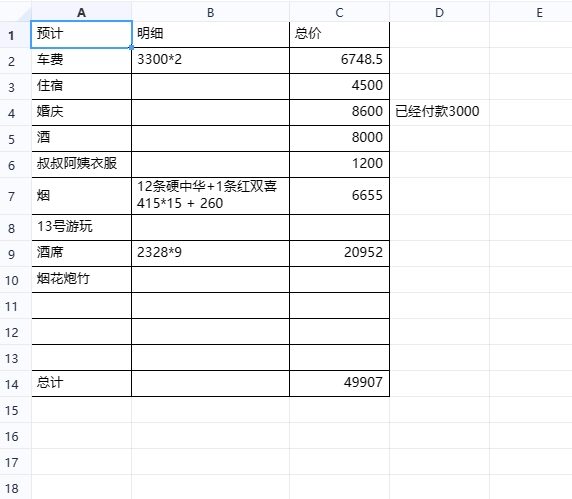 A B C D E
1 预计 明细 总价
2 车费 3300*2 6748.5
3 住宿 4500
4 婚庆 8600 已经付款3000
5 酒 8000
6 叔叔阿姨衣服 1200
7 烟 12条硬中华+1条红双喜 6655
415*15 + 260
8 13号游玩
9 酒席 2328*9 20952
10 烟花炮竹
11
12
13
14 总计 49907
15
16
17
18